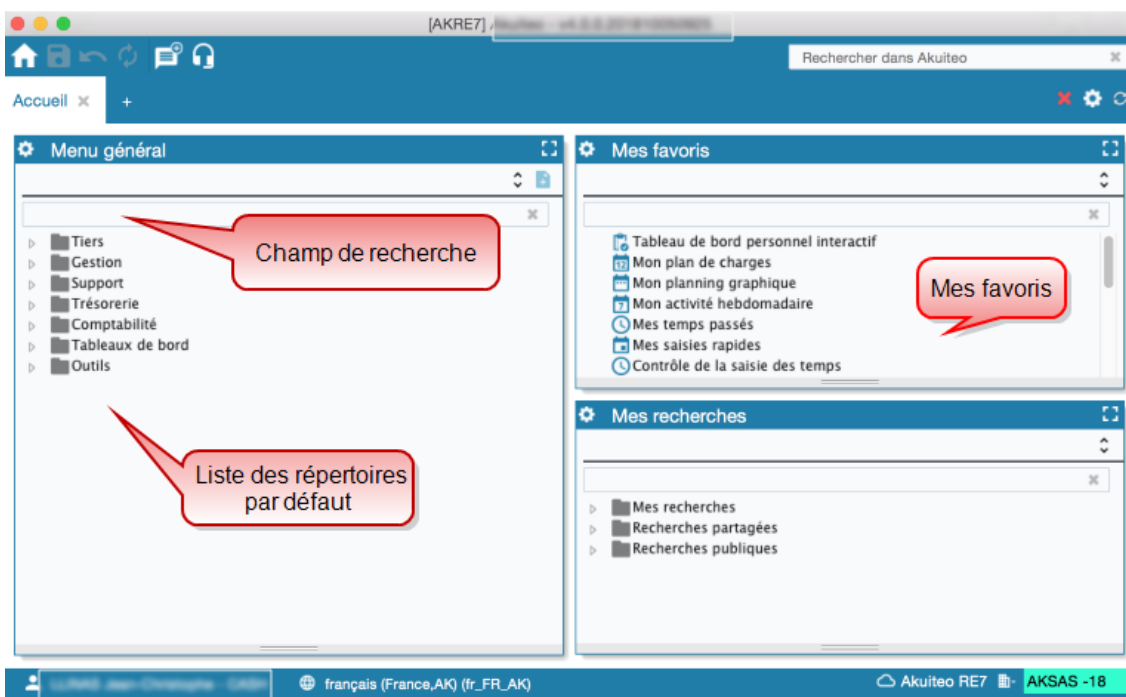 [AKRE7]
Rechercher dans Akuiteo
Accueil
+
Menu général
Champ de recherche
Tiers
Gestion
Support
Trésorerie
Comptabilité
Tableaux de bord
Outils
Liste des répertoires
par défaut
Mes favoris
Tableau de bord personnel interactif
12 Mon plan de charges
Mon planning graphique
7 Mon activité hebdomadaire
Mes temps passés
Mes saisies rapides
Contrôle de la saisie des temps
Mes favoris
Mes recherches
Mes recherches
Recherches partagées
Recherches publiques
français (France,AK) (fr_FR_AK)
Akuiteo RE7
AKSAS -18